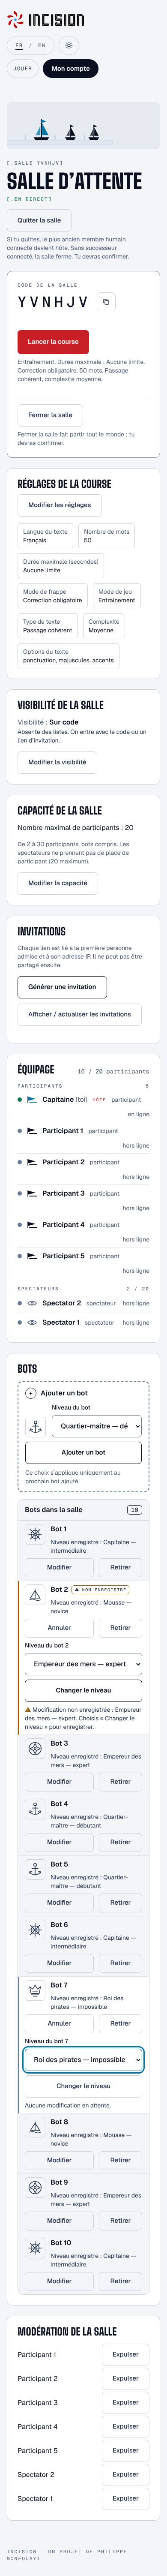 INCISION
FR / EN
JOUER
Mon compte
[.SALLE YVNHJV]
SALLE D’ATTENTE
[.EN DIRECT]
Quitter la salle
Si tu quittes, le plus ancien membre humain
connecté devient hôte. Sans successeur
connecté, la salle ferme. Tu devras confirmer.
CODE DE LA SALLE
YVNHJV
Lancer la course
Entraînement. Durée maximale : Aucune limite.
Correction obligatoire. 50 mots. Passage
cohérent, complexité moyenne.
Fermer la salle
Fermer la salle fait partir tout le monde : tu
devras confirmer.
RÉGLAGES DE LA COURSE
Modifier les réglages
Langue du texte
Français
Nombre de mots
50
Durée maximale (secondes)
Aucune limite
Mode de frappe
Correction obligatoire
Mode de jeu
Entraînement
Type de texte
Passage cohérent
Complexité
Moyenne
Options du texte
ponctuation, majuscules, accents
VISIBILITÉ DE LA SALLE
Visibilité : Sur code
Absente des listes. On entre avec le code ou un
lien d’invitation.
Modifier la visibilité
CAPACITÉ DE LA SALLE
Nombre maximal de participants : 20
De 2 à 30 participants, bots compris. Les
spectateurs ne prennent pas de place de
participant (20 maximum).
Modifier la capacité
INVITATIONS
Chaque lien est lié à la première personne
admise et à son adresse IP. Il ne peut pas être
partagé ensuite.
Générer une invitation
Afficher / actualiser les invitations
ÉQUIPAGE
16 / 20 participants
PARTICIPANTS 6
Capitaine (toi) HÔTE participant
en ligne
Participant 1 participant
hors ligne
Participant 2 participant
hors ligne
Participant 3 participant
hors ligne
Participant 4 participant
hors ligne
Participant 5 participant
hors ligne
SPECTATEURS 2 / 20
Spectator 2 spectateur hors ligne
Spectator 1 spectateur hors ligne
BOTS
Ajouter un bot
Niveau du bot
Quartier-maître — dé
Ajouter un bot
Ce choix s’applique uniquement au
prochain bot ajouté.
Bots dans la salle 10
Bot 1
Niveau enregistré : Capitaine —
intermédiaire
Modifier Retirer
Bot 2 NON ENREGISTRÉ
Niveau enregistré : Mousse —
novice
Annuler Retirer
Niveau du bot 2
Empereur des mers — expert
Changer le niveau
Modification non enregistrée : Empereur
des mers — expert. Choisis « Changer le
niveau » pour enregistrer.
Bot 3
Niveau enregistré : Empereur des
mers — expert
Modifier Retirer
Bot 4
Niveau enregistré : Quartier-
maître — débutant
Modifier Retirer
Bot 5
Niveau enregistré : Quartier-
maître — débutant
Modifier Retirer
Bot 6
Niveau enregistré : Capitaine —
intermédiaire
Modifier Retirer
Bot 7
Niveau enregistré : Roi des
pirates — impossible
Annuler Retirer
Niveau du bot 7
Roi des pirates — impossible
Changer le niveau
Aucune modification en attente.
Bot 8
Niveau enregistré : Mousse —
novice
Modifier Retirer
Bot 9
Niveau enregistré : Empereur des
mers — expert
Modifier Retirer
Bot 10
Niveau enregistré : Capitaine —
intermédiaire
Modifier Retirer
MODÉRATION DE LA SALLE
Participant 1 Expulser
Participant 2 Expulser
Participant 3 Expulser
Participant 4 Expulser
Participant 5 Expulser
Spectator 2 Expulser
Spectator 1 Expulser
INCISION · UN PROJET DE PHILIPPE
MONFOUAYI